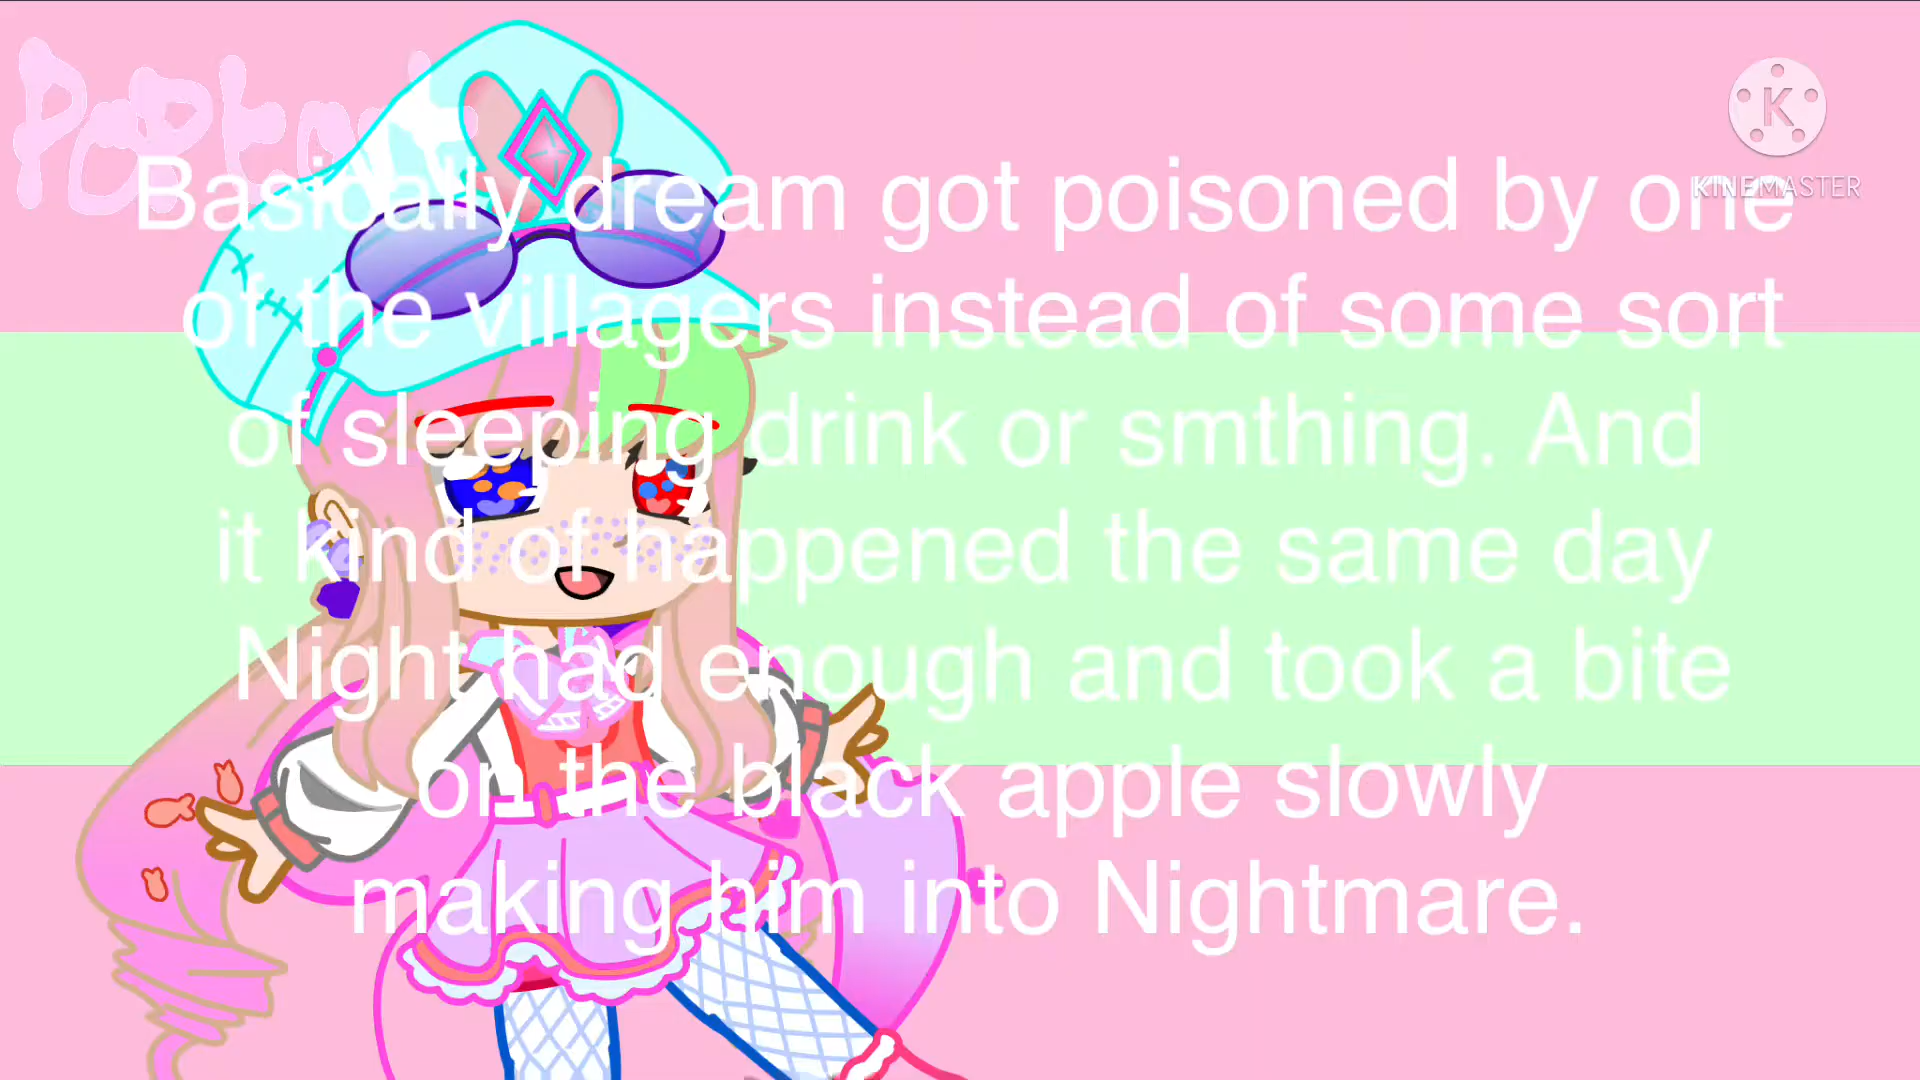 Basically dream got poisoned by one
of the villagers instead of some sort
of sleeping drink or smthing. And
it kind of happened the same day
Night had enough and took a bite
on the black apple slowly
making him into Nightmare.
K
KINEMASTER